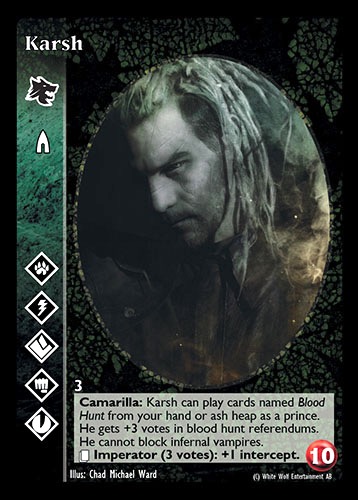 Karsh
3
Camarilla: Karsh can play cards named Blood
Hunt from your hand or ash heap as a prince.
He gets +3 votes in blood hunt referendums.
He cannot block infernal vampires.
Imperator (3 votes): +1 intercept.
10
Illus: Chad Michael Ward
(C) White Wolf Entertainment AB